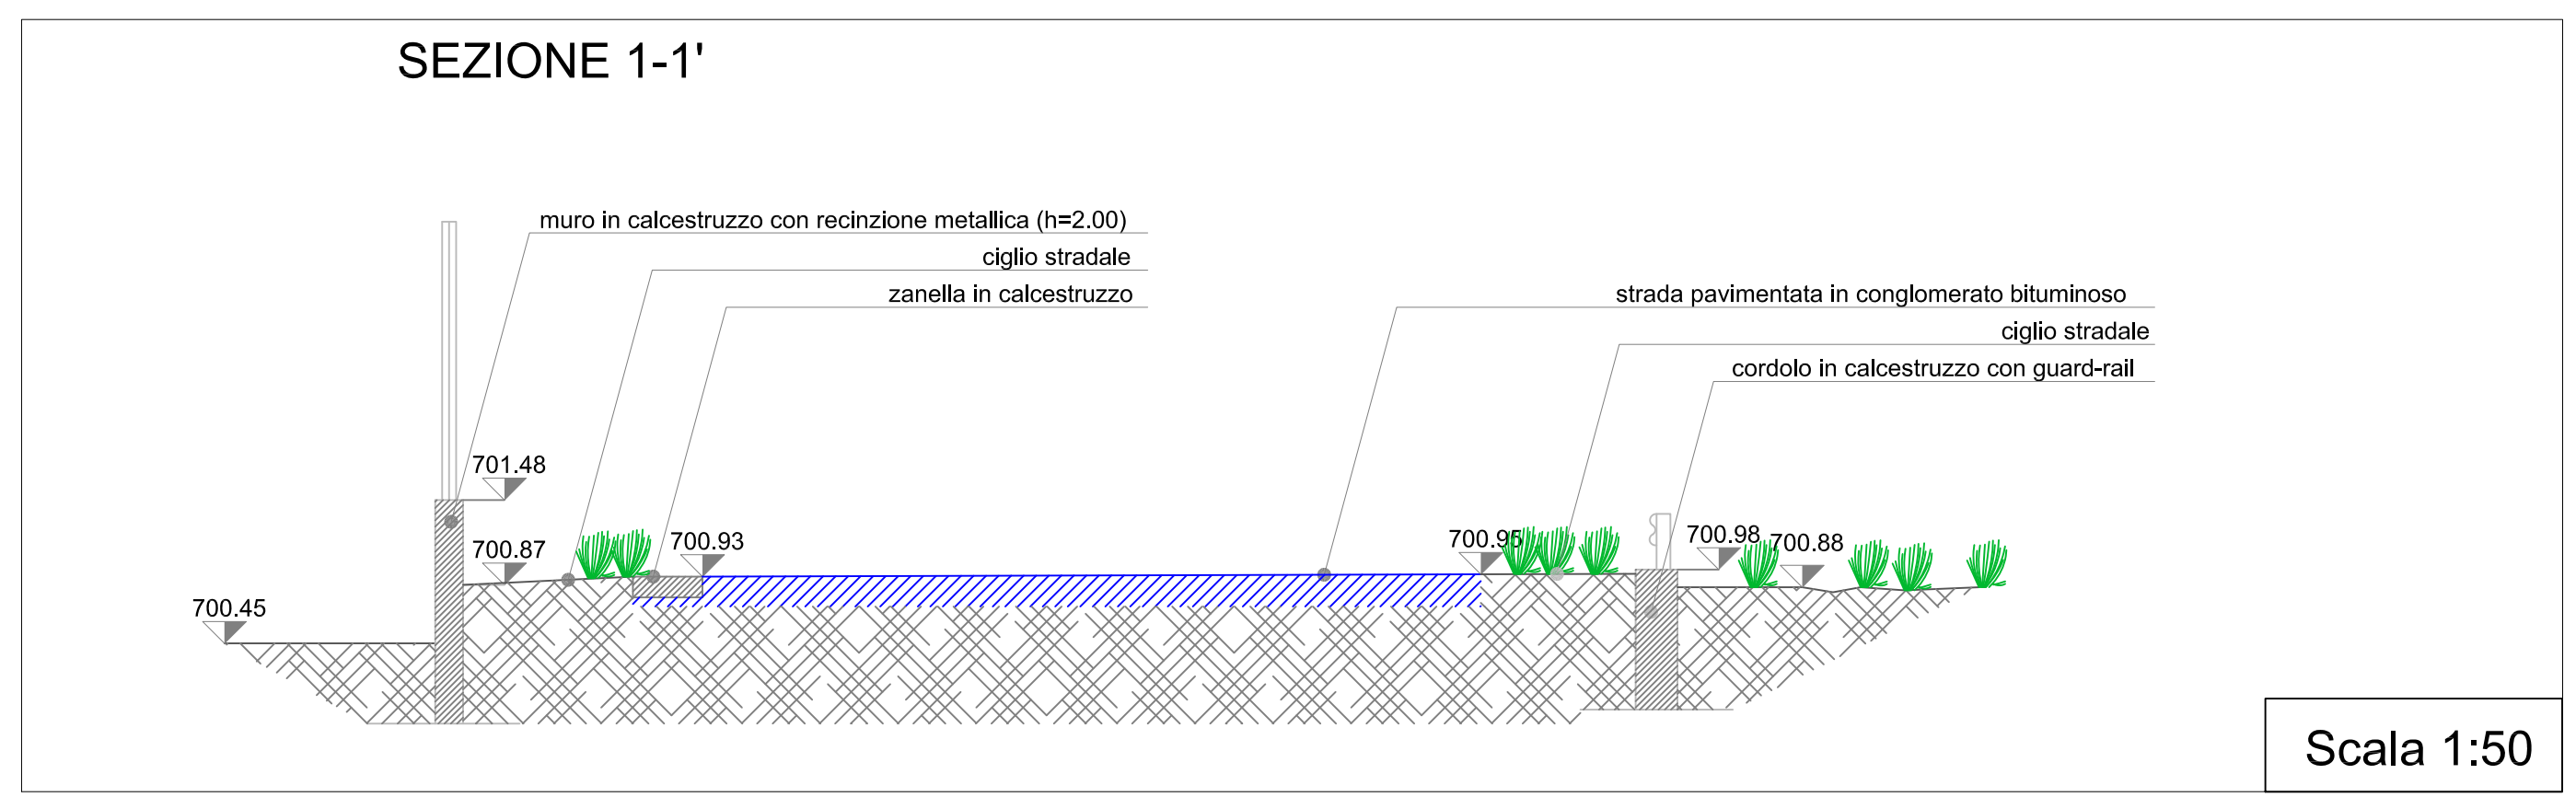 SEZIONE 1-1'
muro in calcestruzzo con recinzione metallica (h=2.00)
ciglio stradale
zanella in calcestruzzo
strada pavimentata in conglomerato bituminoso
ciglio stradale
cordolo in calcestruzzo con guard-rail
701.48
700.87
700.93
700.95
700.98
700.88
700.45
Scala 1:50